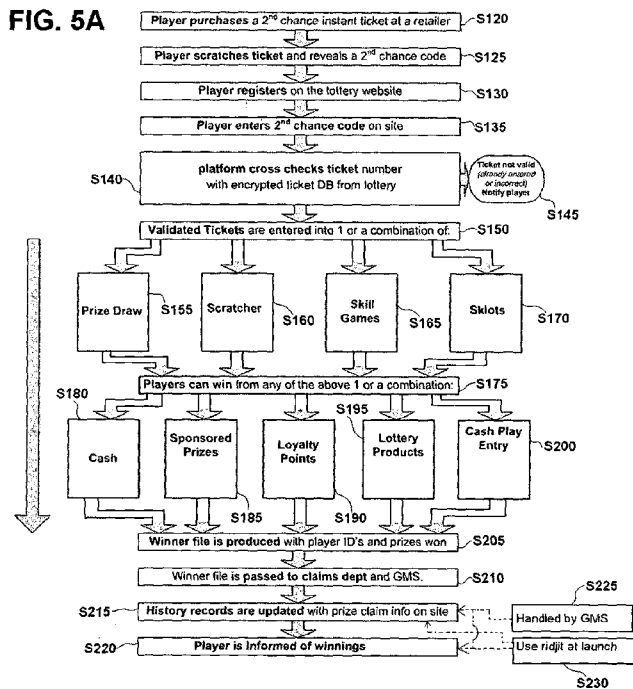 FIG. 5A
Player purchases a 2nd chance instant ticket at a retailer
S120
Player scratches ticket and reveals a 2nd chance code
S125
Player registers on the lottery website
S130
Player enters 2nd chance code on site
S135
platform cross checks ticket number
with encrypted ticket DB from lottery
S140
Ticket not valid
(already entered
or incorrect)
Notify player
S145
Validated Tickets are entered into 1 or a combination of:
S150
Prize Draw
S155
Scratcher
S160
Skill
Games
S165
Sklots
S170
Players can win from any of the above 1 or a combination:
S175
S180
Cash
Sponsored
Prizes
S185
Loyalty
Points
S190
S195
Lottery
Products
Cash Play
Entry
S200
Winner file is produced with player ID's and prizes won
S205
Winner file is passed to claims dept and GMS.
S210
S215
History records are updated with prize claim info on site
S220
Player is Informed of winnings
S225
Handled by GMS
Use ridjit at launch
S230